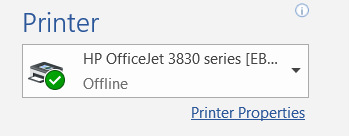 Printer
HP OfficeJet 3830 series [EB...
Offline
Printer Properties